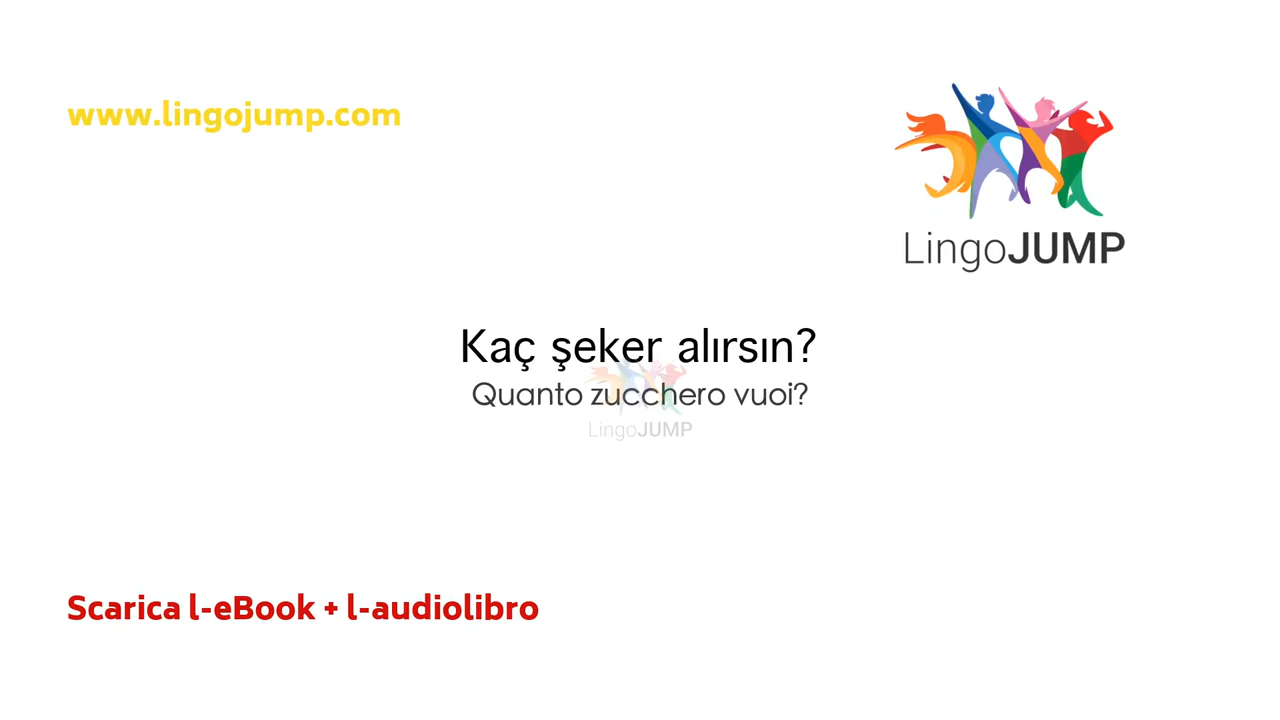 www.lingojump.com
LingoJUMP
Kaç şeker alırsın?
Quanto zucchero vuoi?
LingoJUMP
Scarica l-eBook + l-audiolibro